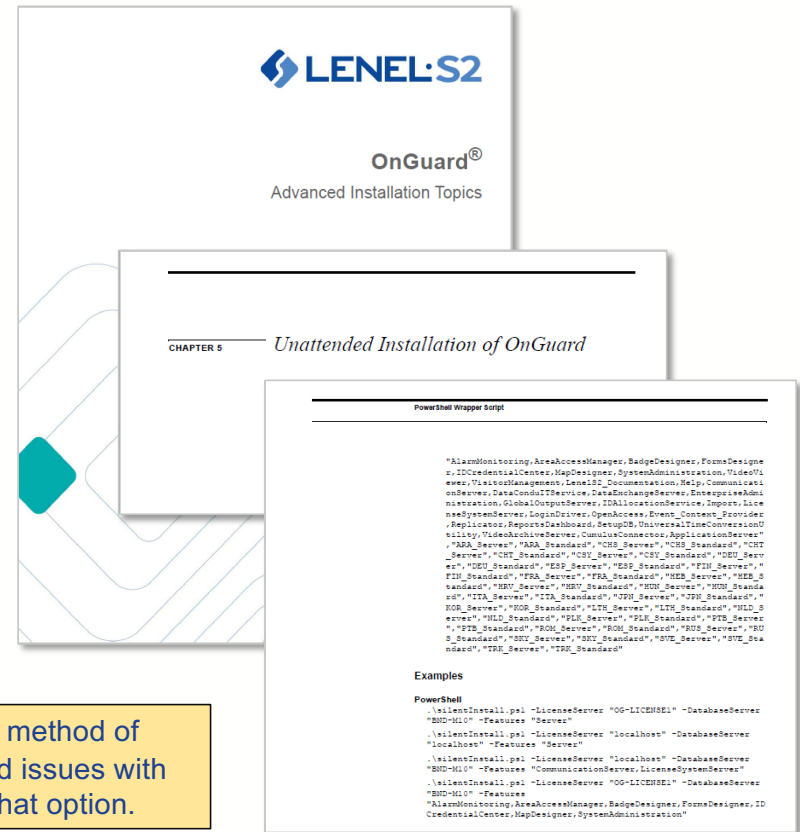 LENEL·S2
OnGuard®
Advanced Installation Topics
CHAPTER 5 Unattended Installation of OnGuard
PowerShell Wrapper Script
"AlarmMonitoring,AreaAccessManager,BadgeDesigner,FormsDesigne
r,IDCredentialCenter,MapDesigner,SystemAdministration,VideoVi
ewer,VisitorManagement,LenelS2_Documentation,Help,Communicati
onServer,DataConduITService,DataExchangeServer,EnterpriseAdmi
nistration,GlobalOutputServer,IDAllocationService,Import,Lice
nseSystemServer,LoginDriver,OpenAccess,Event_Context_Provider
,Replicator,ReportsDashboard,SetupDB,UniversalTimeConversionU
tility,VideoArchiveServer,CumulusConnector,ApplicationServer"
,"ARA_Server","ARA_Standard","CHS_Server","CHS_Standard","CHT
_Server","CHT_Standard","CSY_Server","CSY_Standard","DEU_Serv
er","DEU_Standard","ESP_Server","ESP_Standard","FIN_Server","
FIN_Standard","FRA_Server","FRA_Standard","HEB_Server","HEB_S
tandard","HRV_Server","HRV_Standard","HUN_Server","HUN_Standa
rd","ITA_Server","ITA_Standard","JPN_Server","JPN_Standard","
KOR_Server","KOR_Standard","LTH_Server","LTH_Standard","NLD_S
erver","NLD_Standard","PLK_Server","PLK_Standard","PTB_Server
","PTB_Standard","ROM_Server","ROM_Standard","RUS_Server","RU
S_Standard","SKY_Server","SKY_Standard","SVE_Server","SVE_Sta
ndard","TRK_Server","TRK_Standard"
Examples
PowerShell
.\silentInstall.ps1 -LicenseServer "OG-LICENSE1" -DatabaseServer
"BND-M10" -Features "Server"
.\silentInstall.ps1 -LicenseServer "localhost" -DatabaseServer
"localhost" -Features "Server"
.\silentInstall.ps1 -LicenseServer "localhost" -DatabaseServer
"BND-M10" -Features "CommunicationServer,LicenseSystemServer"
.\silentInstall.ps1 -LicenseServer "OG-LICENSE1" -DatabaseServer
"BND-M10" -Features
"AlarmMonitoring,AreaAccessManager,BadgeDesigner,FormsDesigner,ID
CredentialCenter,MapDesigner,SystemAdministration"
method of
d issues with
hat option.